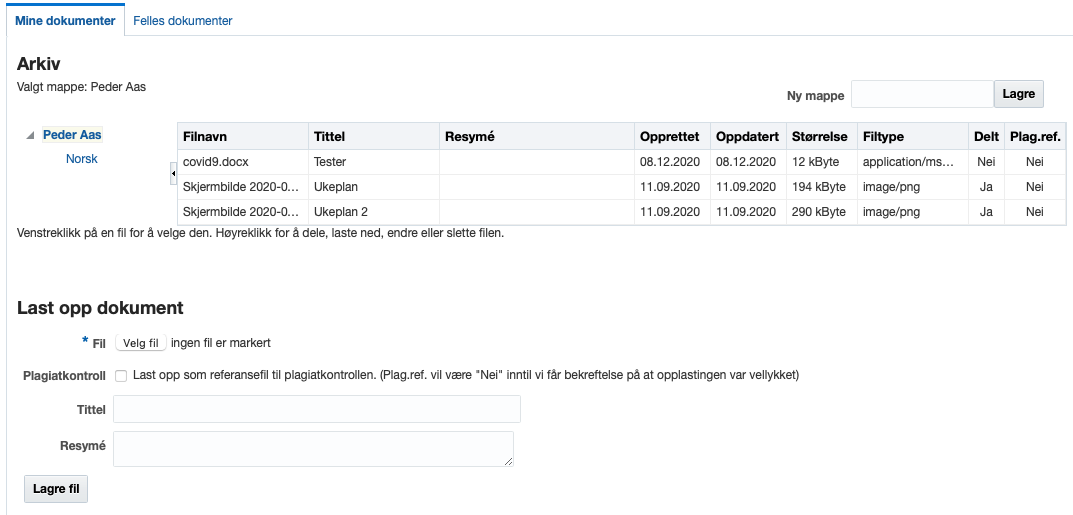 Mine dokumenter Felles dokumenter
Arkiv
Valgt mappe: Peder Aas
Ny mappe Lagre
Peder Aas
Norsk
Filnavn Tittel Resymé Opprettet Oppdatert Størrelse Filtype Delt Plag.ref.
covid9.docx Tester 08.12.2020 08.12.2020 12 kByte application/ms... Nei Nei
Skjermbilde 2020-0... Ukeplan 11.09.2020 11.09.2020 194 kByte image/png Ja Nei
Skjermbilde 2020-0... Ukeplan 2 11.09.2020 11.09.2020 290 kByte image/png Ja Nei
Venstreklikk på en fil for å velge den. Høyreklikk for å dele, laste ned, endre eller slette filen.
Last opp dokument
* Fil Velg fil ingen fil er markert
Plagiatkontroll Last opp som referansefil til plagiatkontrollen. (Plag.ref. vil være "Nei" inntil vi får bekreftelse på at opplastingen var vellykket)
Tittel
Resymé
Lagre fil